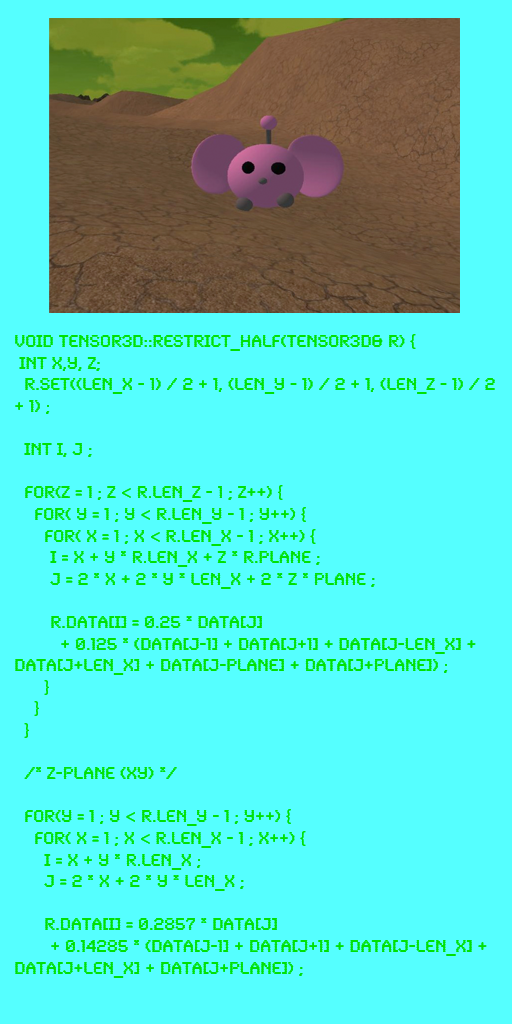 VOID TENSOR3D::RESTRICT_HALF(TENSOR3D& R) {
INT X,Y, Z;
R.SET((LEN_X - 1) / 2 + 1, (LEN_Y - 1) / 2 + 1, (LEN_Z - 1) / 2
+ 1) ;
INT I, J ;
FOR(Z = 1 ; Z < R.LEN_Z - 1 ; Z++) {
FOR( Y = 1 ; Y < R.LEN_Y - 1 ; Y++) {
FOR( X = 1 ; X < R.LEN_X - 1 ; X++) {
I = X + Y * R.LEN_X + Z * R.PLANE ;
J = 2 * X + 2 * Y * LEN_X + 2 * Z * PLANE ;
R.DATA[I] = 0.25 * DATA[J]
+ 0.125 * (DATA[J-1] + DATA[J+1] + DATA[J-LEN_X] +
DATA[J+LEN_X] + DATA[J-PLANE] + DATA[J+PLANE]) ;
}
}
}
/* Z-PLANE (XY) */
FOR(Y = 1 ; Y < R.LEN_Y - 1 ; Y++) {
FOR( X = 1 ; X < R.LEN_X - 1 ; X++) {
I = X + Y * R.LEN_X ;
J = 2 * X + 2 * Y * LEN_X ;
R.DATA[I] = 0.2857 * DATA[J]
+ 0.14285 * (DATA[J-1] + DATA[J+1] + DATA[J-LEN_X] +
DATA[J+LEN_X] + DATA[J+PLANE]) ;